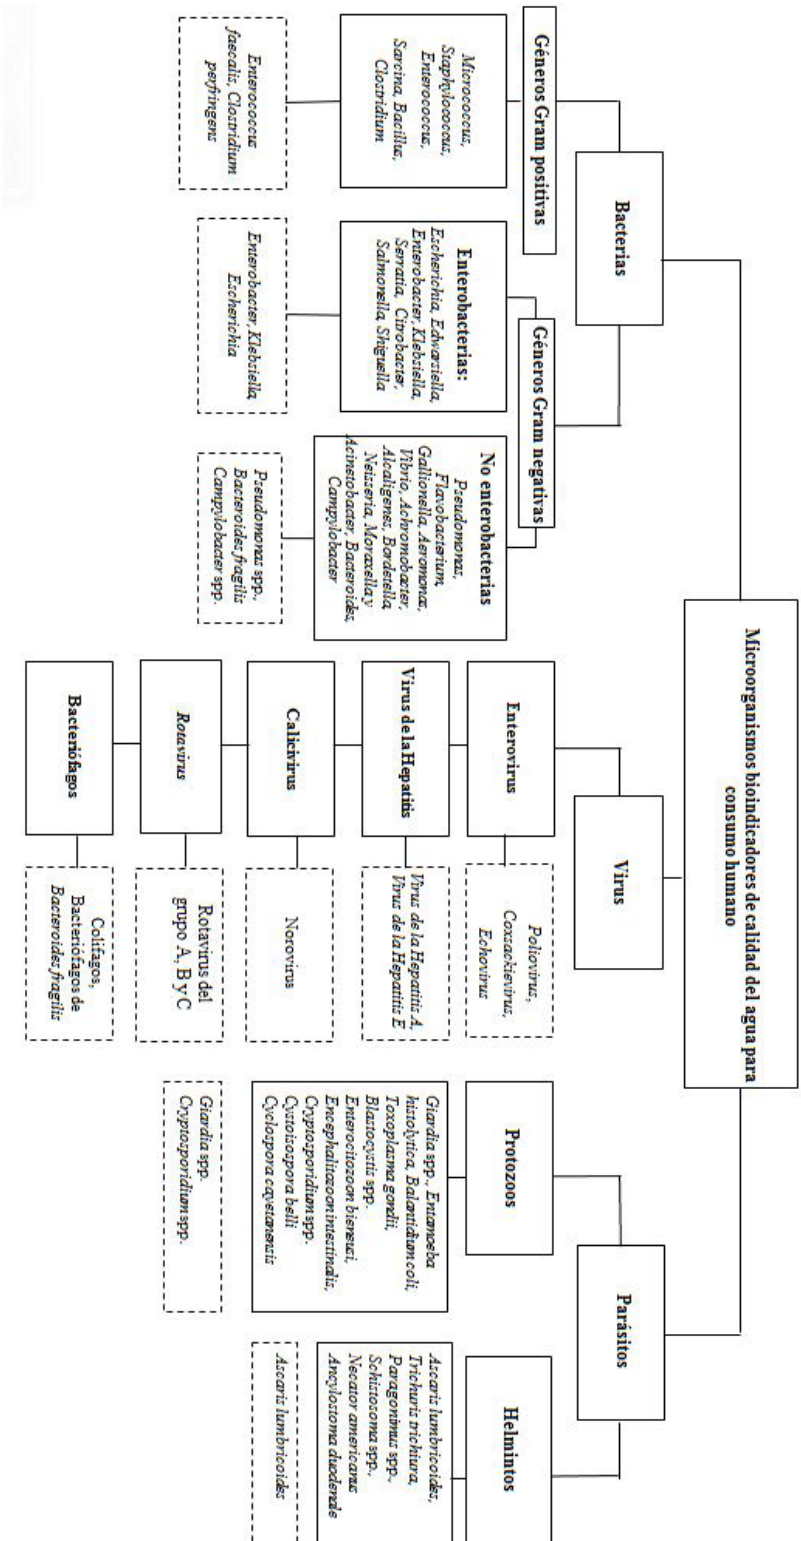 Microorganismos bioindicadores de calidad del agua para
consumo humano
Bacterias
Géneros Gram positivas
Micrococcus,
Staphylococcus,
Enterococcus,
Sarcina, Bacillus,
Clostridium
Enterococcus
faecalis, Clostridium
perfringens
Géneros Gram negativas
Enterobacterias:
Escherichia, Edwarsiella,
Enterobacter, Klebsiella,
Serratia, Citrobacter,
Salmonella, Shiguella
Enterobacter, Klebsiella,
Escherichia
No enterobacterias
Pseudomonas,
Flavobacterium,
Gallionella, Aeromonas,
Vibrio, Achromobacter,
Alcaligenes, Bordetella,
Neisseria, Moraxella y
Acinetobacter, Bacteroides,
Campylobacter
Pseudomonas spp.,
Bacteroides fragilis
Campylobacter spp.
Virus
Enterovirus
Poliovirus,
Coxsackievirus,
Echovirus
Virus de la Hepatitis
Virus de la Hepatitis A,
Virus de la Hepatitis E
Calicivirus
Norovirus
Rotavirus
Rotavirus del
grupo A, B y C
Bacteriófagos
Colifagos,
Bacteriófagos de
Bacteroides fragilis
Parásitos
Protozoos
Giardia spp., Entamoeba
histolytica, Balantidium coli,
Toxoplasma gondii,
Blastocystis spp.
Enterocitozoon bieneusi,
Encephalitozoon intestinalis,
Cryptosporidium spp.
Cystoisospora belli
Cyclospora cayetanensis
Giardia spp.
Cryptosporidium spp.
Helmintos
Ascaris lumbricoides,
Trichuris trichiura,
Paragonimus spp.,
Schistosoma spp.,
Necator americanus
Ancylostoma duodenale
Ascaris lumbricoides